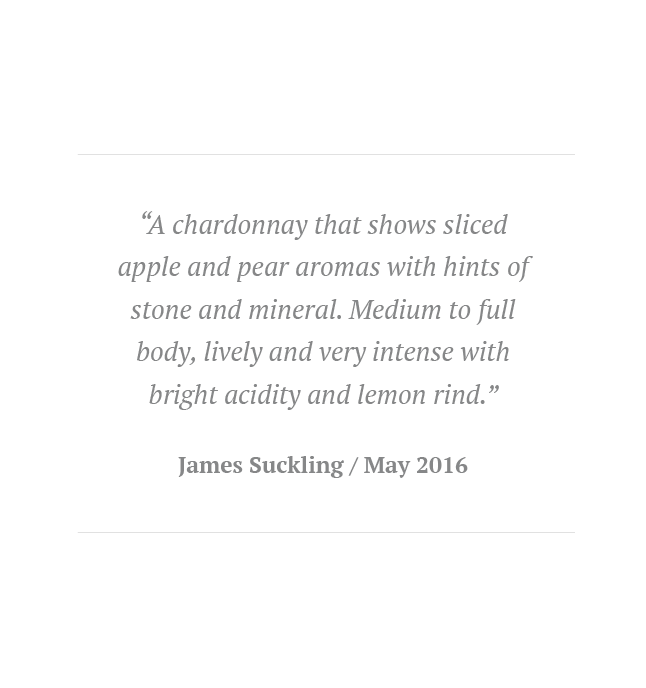 “A chardonnay that shows sliced
apple and pear aromas with hints of
stone and mineral. Medium to full
body, lively and very intense with
bright acidity and lemon rind.”
James Suckling / May 2016